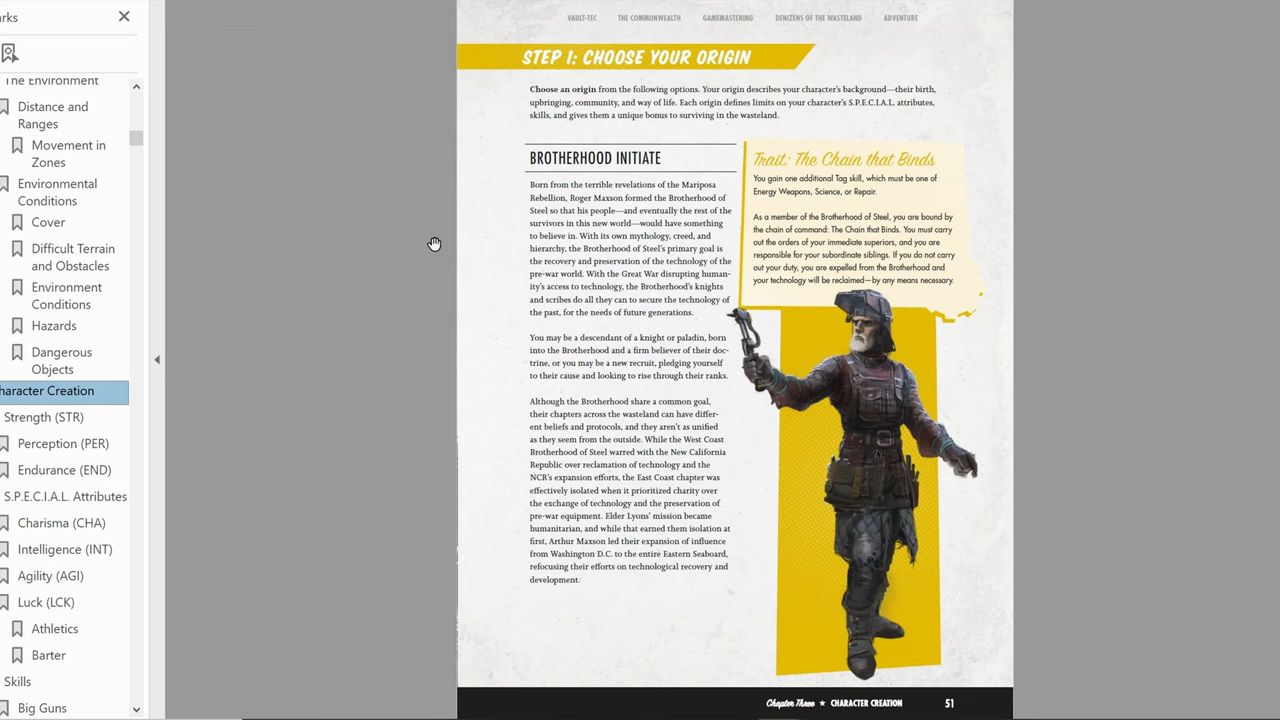 arks
he Environment
Distance and
Ranges
Movement in
Zones
Environmental
Conditions
Cover
Difficult Terrain
and Obstacles
Environment
Conditions
Hazards
Dangerous
Objects
haracter Creation
Strength (STR)
Perception (PER)
Endurance (END)
S.P.E.C.I.A.L. Attributes
Charisma (CHA)
Intelligence (INT)
Agility (AGI)
Luck (LCK)
Athletics
Barter
Skills
Big Guns
VAULT-TEC THE COMMONWEALTH GAMEMASTERING DENIZENS OF THE WASTELAND ADVENTURE
STEP 1: CHOOSE YOUR ORIGIN
Choose an origin from the following options. Your origin describes your character's background—their birth,
upbringing, community, and way of life. Each origin defines limits on your character's S.P.E.C.I.A.L. attributes,
skills, and gives them a unique bonus to surviving in the wasteland.
BROTHERHOOD INITIATE
Born from the terrible revelations of the Mariposa
Rebellion, Roger Maxson formed the Brotherhood of
Steel so that his people—and eventually the rest of the
survivors in this new world—would have something
to believe in. With its own mythology, creed, and
hierarchy, the Brotherhood of Steel's primary goal is
the recovery and preservation of the technology of the
pre-war world. With the Great War disrupting human-
ity's access to technology, the Brotherhood's knights
and scribes do all they can to secure the technology of
the past, for the needs of future generations.
You may be a descendant of a knight or paladin, born
into the Brotherhood and a firm believer of their doc-
trine, or you may be a new recruit, pledging yourself
to their cause and looking to rise through their ranks.
Although the Brotherhood share a common goal,
their chapters across the wasteland can have differ-
ent beliefs and protocols, and they aren't as unified
as they seem from the outside. While the West Coast
Brotherhood of Steel warred with the New California
Republic over reclamation of technology and the
NCR's expansion efforts, the East Coast chapter was
effectively isolated when it prioritized charity over
the exchange of technology and the preservation of
pre-war equipment. Elder Lyons' mission became
humanitarian, and while that earned them isolation at
first, Arthur Maxson led their expansion of influence
from Washington D.C. to the entire Eastern Seaboard,
refocusing their efforts on technological recovery and
development.
Trait: The Chain that Binds
You gain one additional Tag skill, which must be one of
Energy Weapons, Science, or Repair.
As a member of the Brotherhood of Steel, you are bound by
the chain of command: The Chain that Binds. You must carry
out the orders of your immediate superiors, and you are
responsible for your subordinate siblings. If you do not carry
out your duty, you are expelled from the Brotherhood and
your technology will be reclaimed—by any means necessary.
Chapter Three ★ CHARACTER CREATION 51